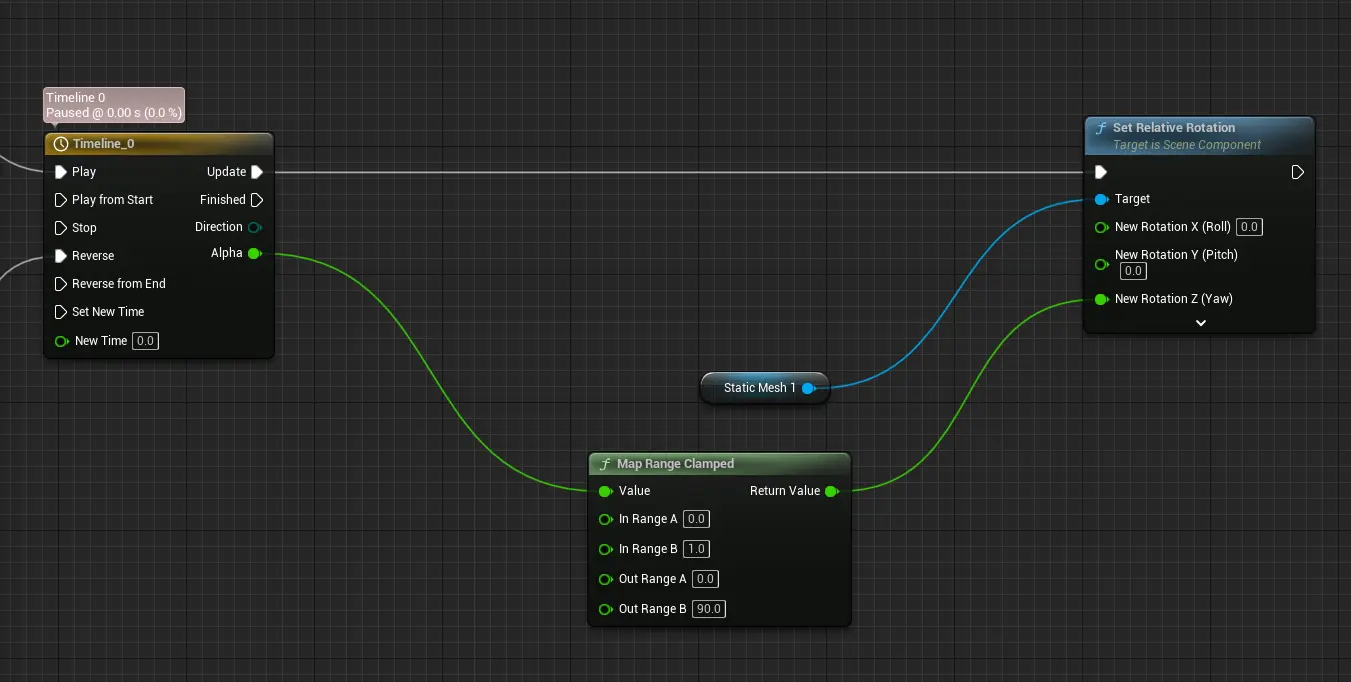 Timeline 0
Paused @ 0.00 s (0.0 %)
Timeline_0
Play
Update
Play from Start
Finished
Stop
Direction
Reverse
Alpha
Reverse from End
Set New Time
New Time 0.0
Static Mesh 1
f Map Range Clamped
Value
Return Value
In Range A 0.0
In Range B 1.0
Out Range A 0.0
Out Range B 90.0
f Set Relative Rotation
Target is Scene Component
Target
New Rotation X (Roll) 0.0
New Rotation Y (Pitch)
0.0
New Rotation Z (Yaw)